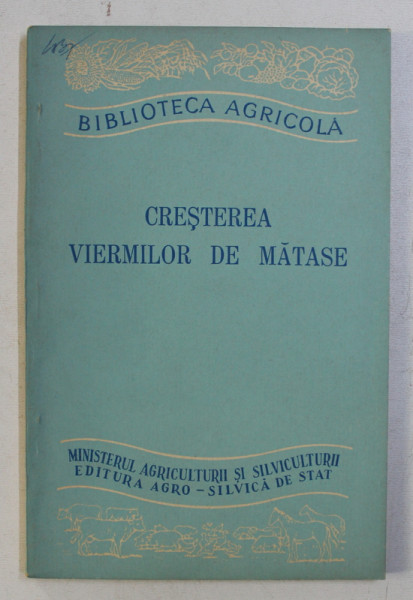 BIBLIOTECA AGRICOLĂ
CREȘTEREA
VIERMILOR DE MĂTASE
MINISTERUL AGRICULTURII ȘI SILVICULTURII
EDITURA AGRO – SILVICĂ DE STAT